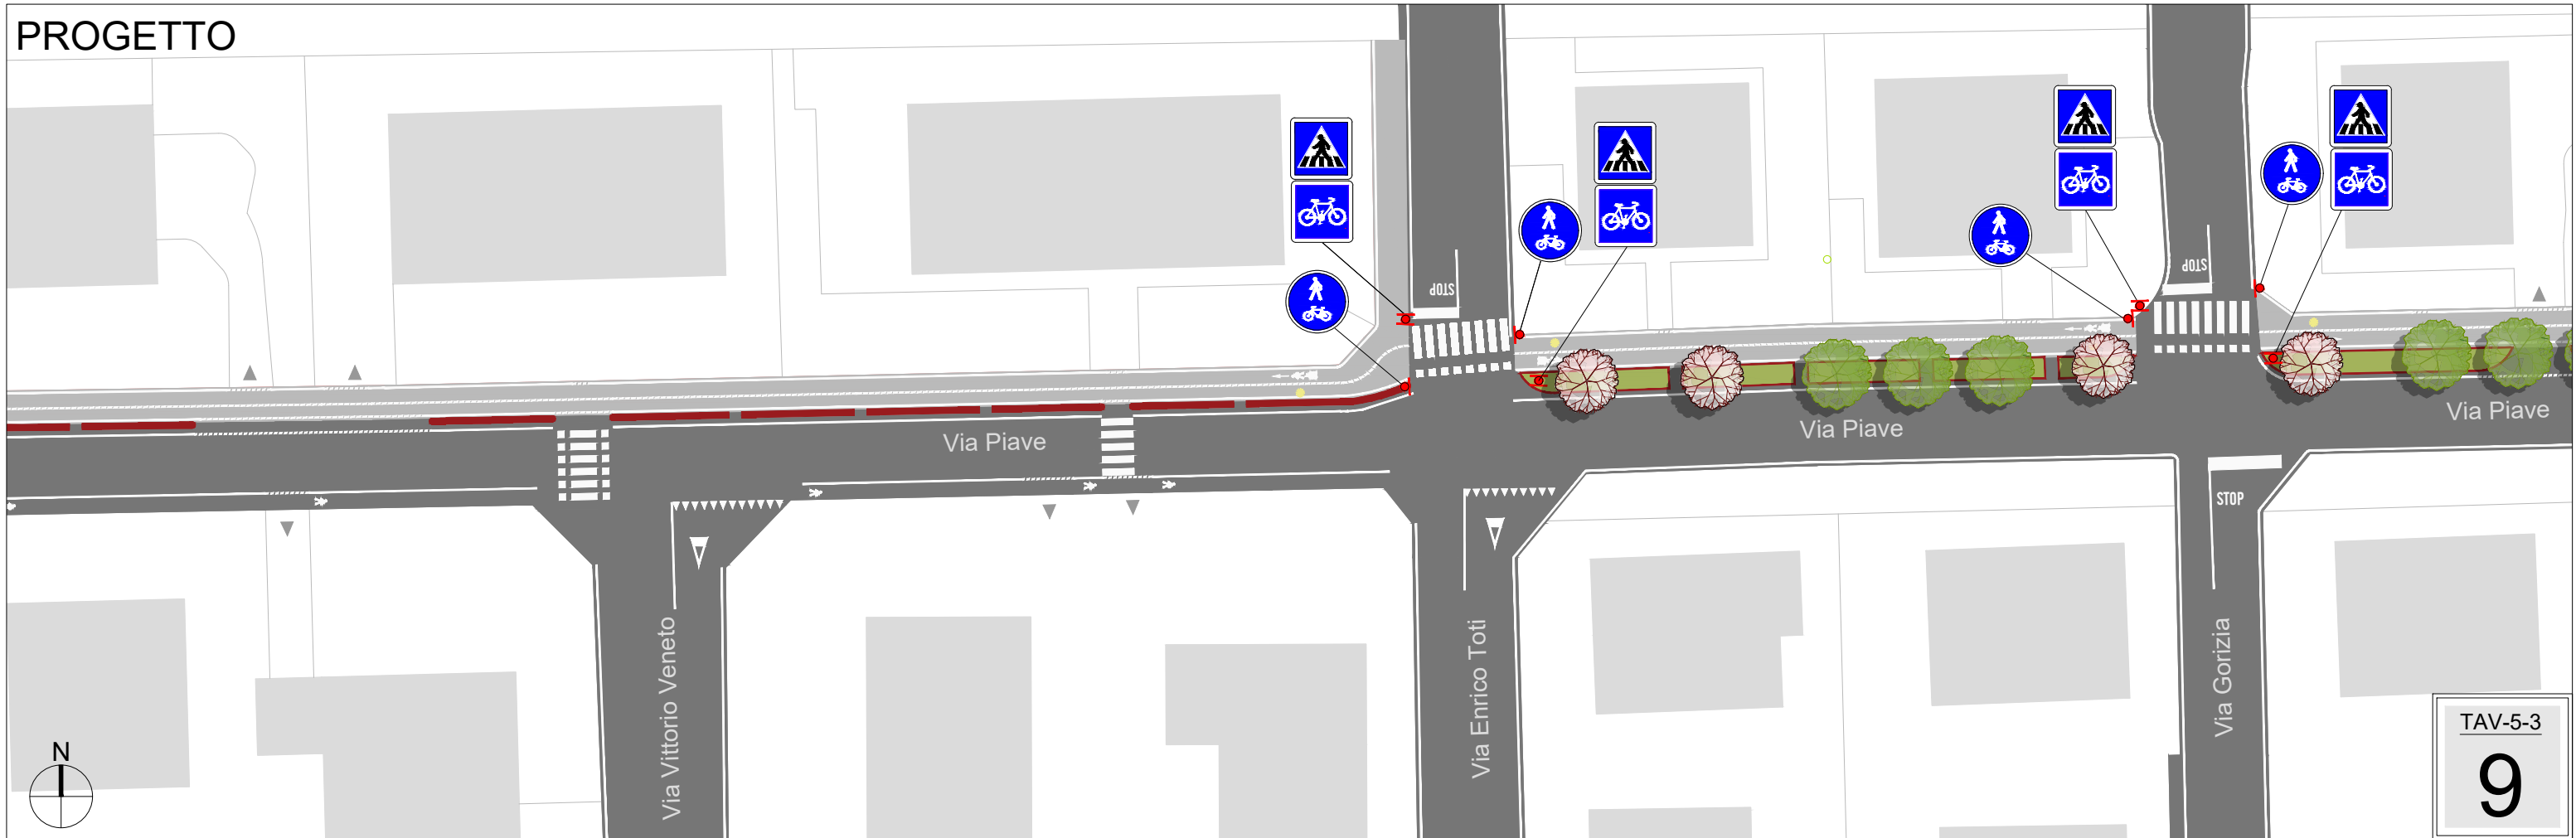 PROGETTO
STOP
STOP
Via Piave
Via Piave
Via Piave
STOP
Via Vittorio Veneto
Via Enrico Toti
Via Gorizia
N
TAV-5-3
9